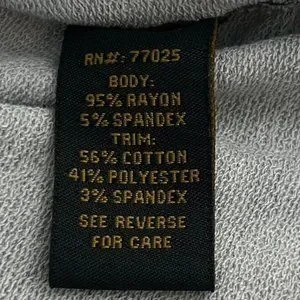 RN#: 77025
BODY:
95% RAYON
5% SPANDEX
TRIM:
56% COTTON
41% POLYESTER
3% SPANDEX
SEE REVERSE
FOR CARE